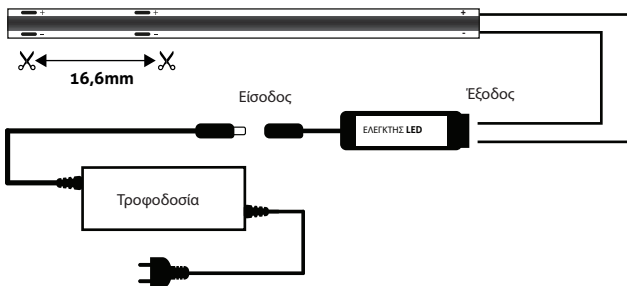 + + +
− − -
16,6mm
Είσοδος
Έξοδος
ΕΛΕΓΚΤΗΣ LED
Τροφοδοσία